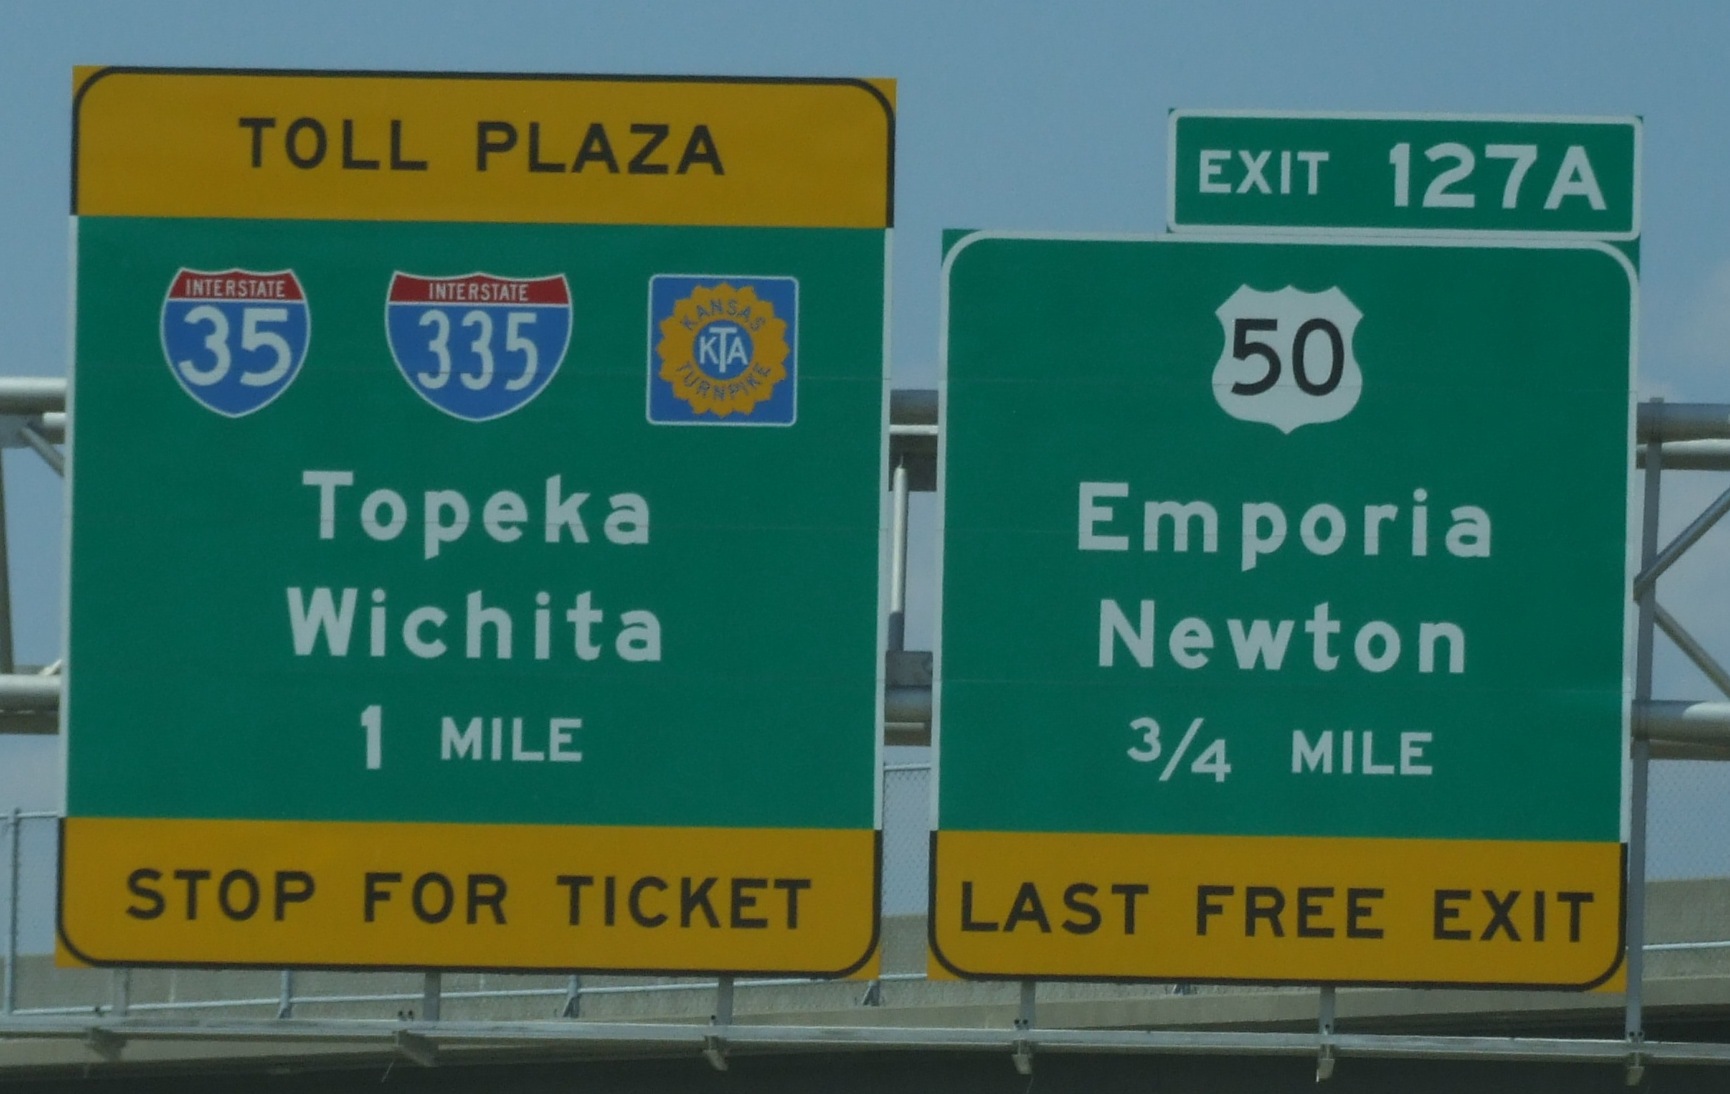 TOLL PLAZA
INTERSTATE
35
INTERSTATE
335
KANSAS
KTA
TURNPIKE
Topeka
Wichita
1 MILE
STOP FOR TICKET
EXIT 127A
50
Emporia
Newton
3/4 MILE
LAST FREE EXIT